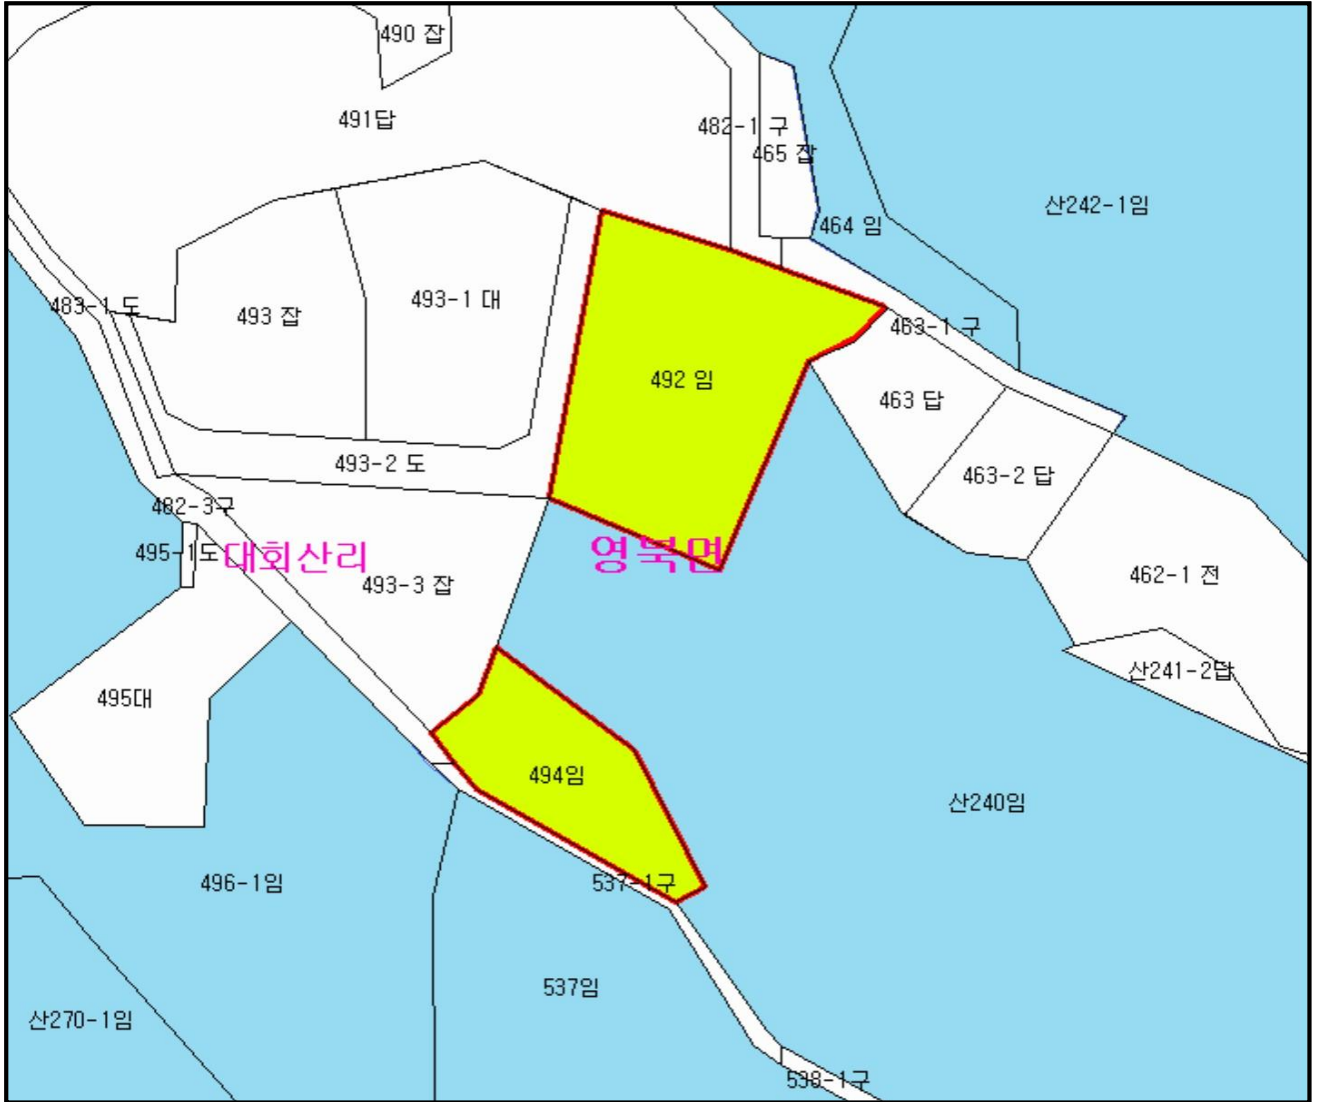 490 잡
491답
482-1 구
465 잡
산242-1임
464 임
493-1 대
483-1 도
493 잡
463-1 구
492 임
463 답
493-2 도
463-2 답
482-3구
495-1도
대회산리
영북면
493-3 잡
462-1 전
산241-2답
495대
494임
산240임
496-1임
537-1구
537임
산270-1임
538-1구